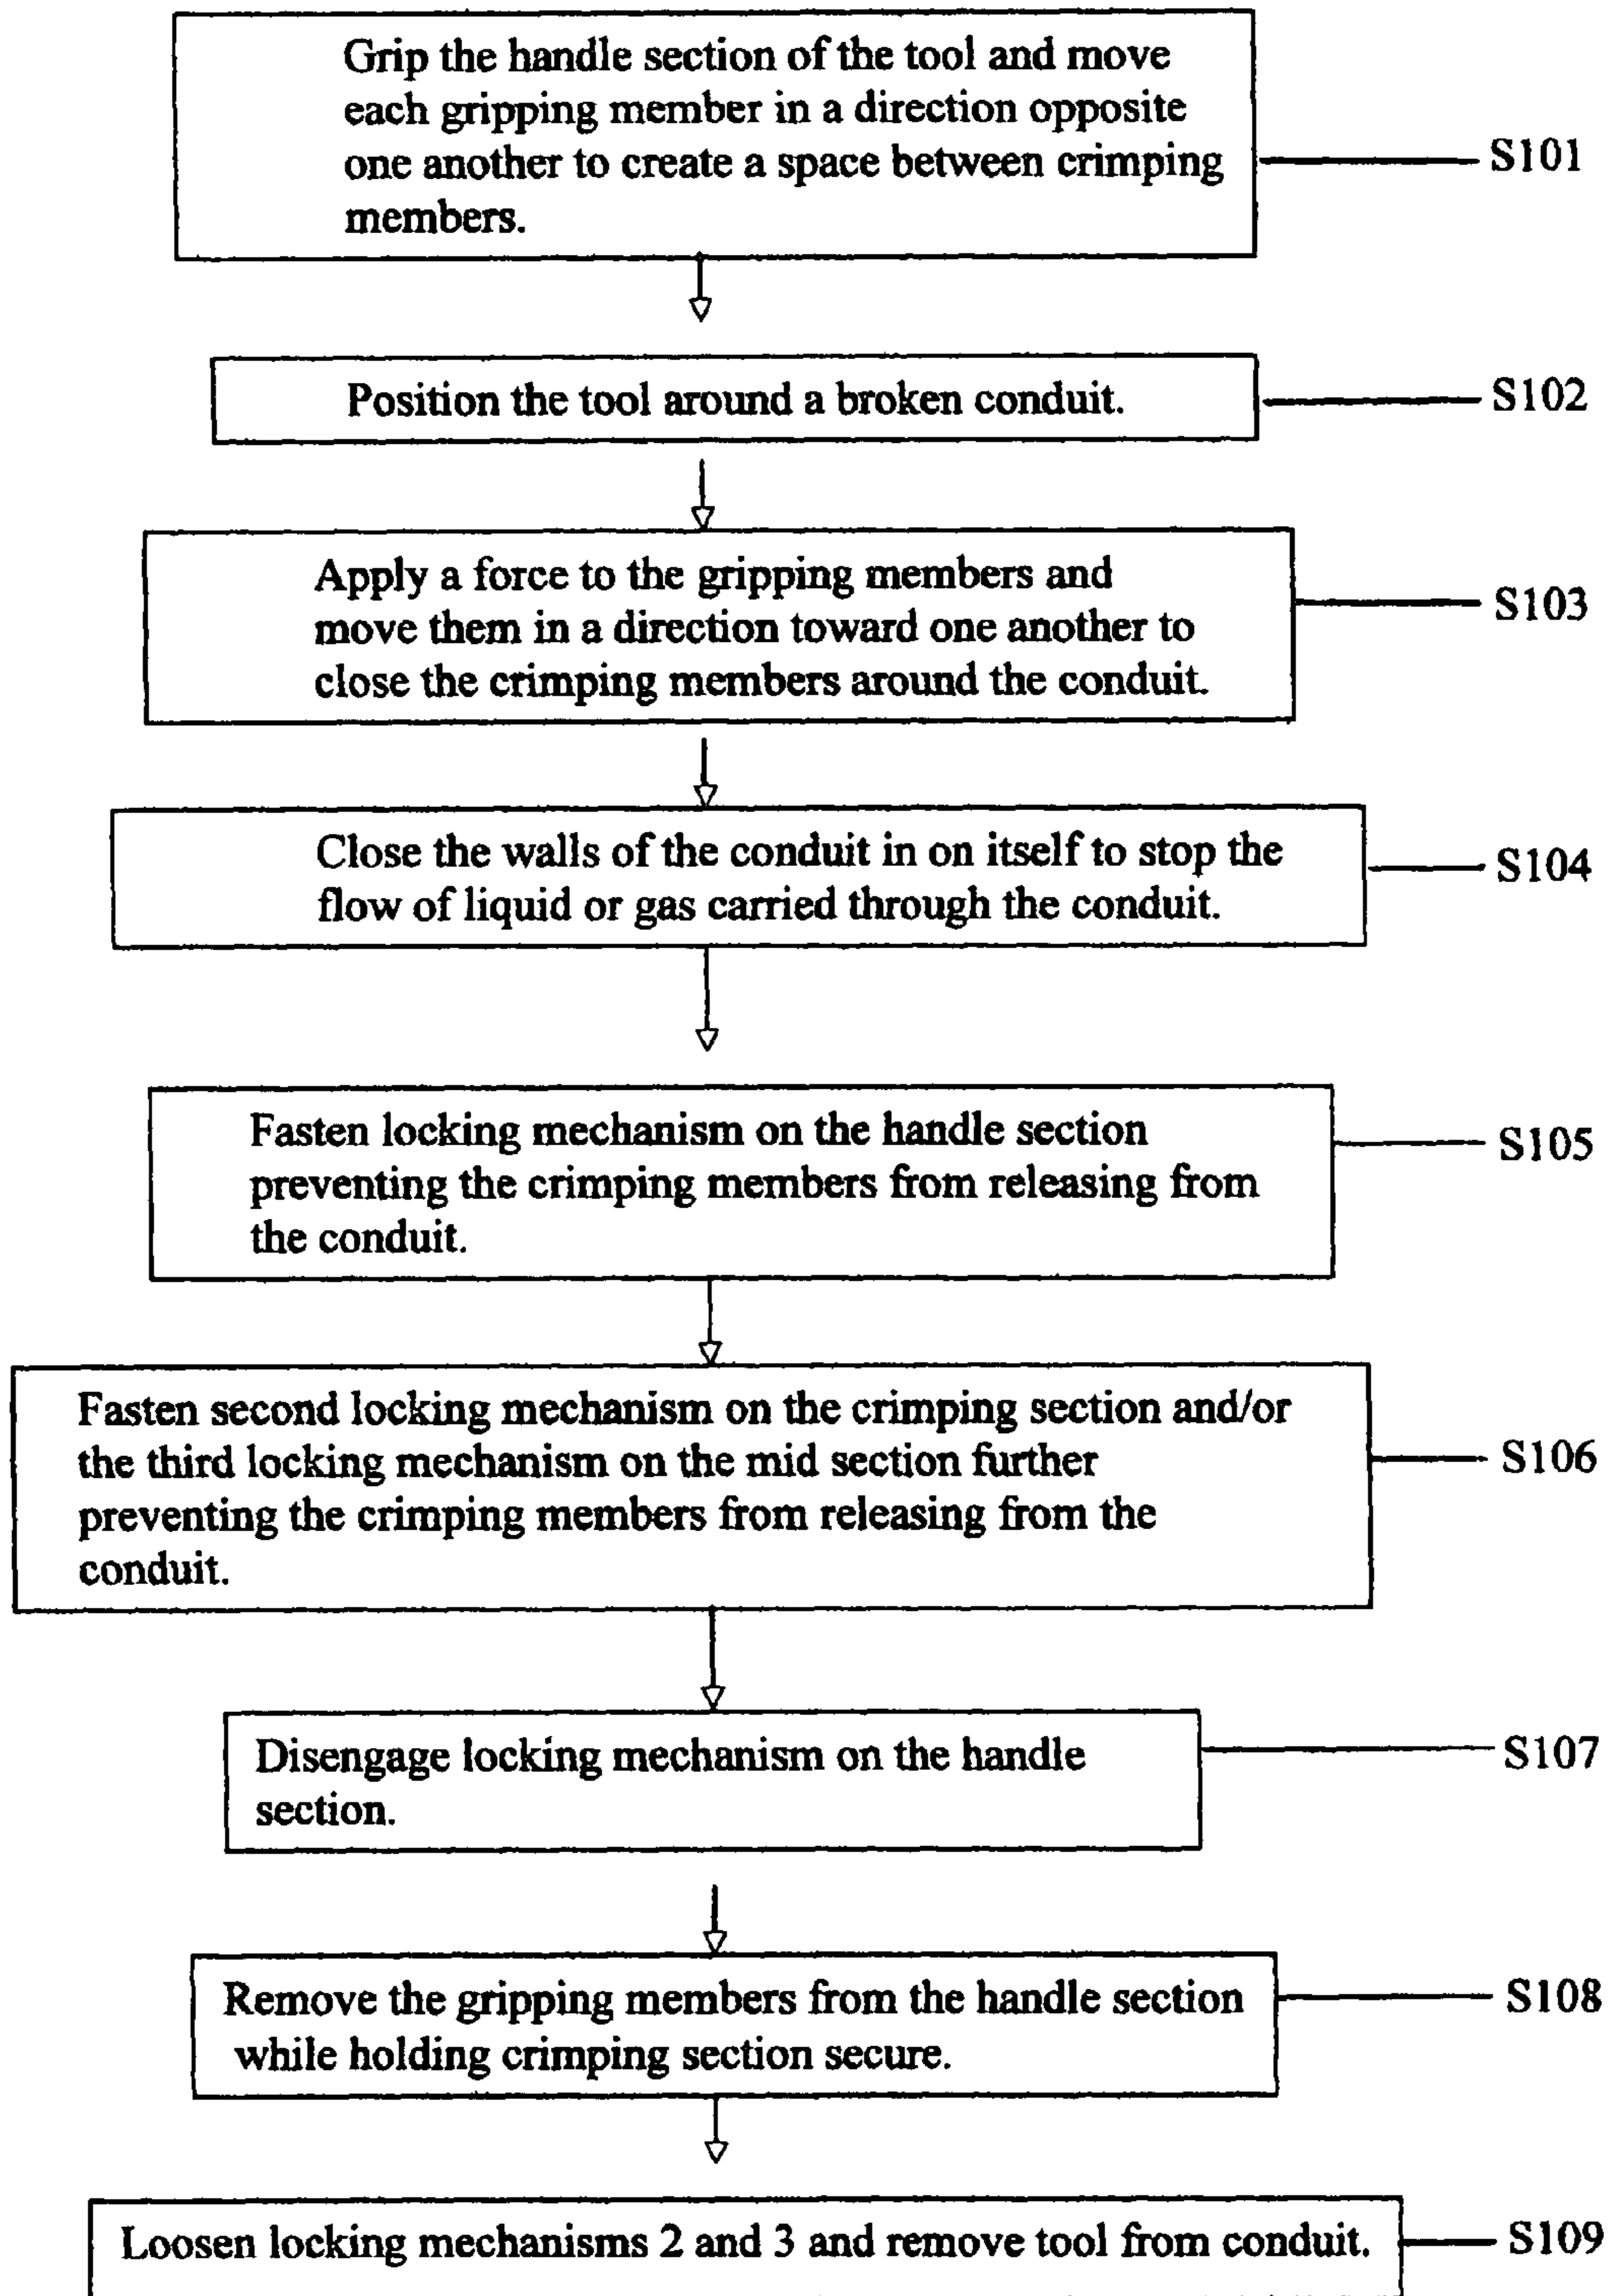 Grip the handle section of the tool and move
each gripping member in a direction opposite
one another to create a space between crimping
members.
S101
Position the tool around a broken conduit.
S102
Apply a force to the gripping members and
move them in a direction toward one another to
close the crimping members around the conduit.
S103
Close the walls of the conduit in on itself to stop the
flow of liquid or gas carried through the conduit.
S104
Fasten locking mechanism on the handle section
preventing the crimping members from releasing from
the conduit.
S105
Fasten second locking mechanism on the crimping section and/or
the third locking mechanism on the mid section further
preventing the crimping members from releasing from the
conduit.
S106
Disengage locking mechanism on the handle
section.
S107
Remove the gripping members from the handle section
while holding crimping section secure.
S108
Loosen locking mechanisms 2 and 3 and remove tool from conduit.
S109